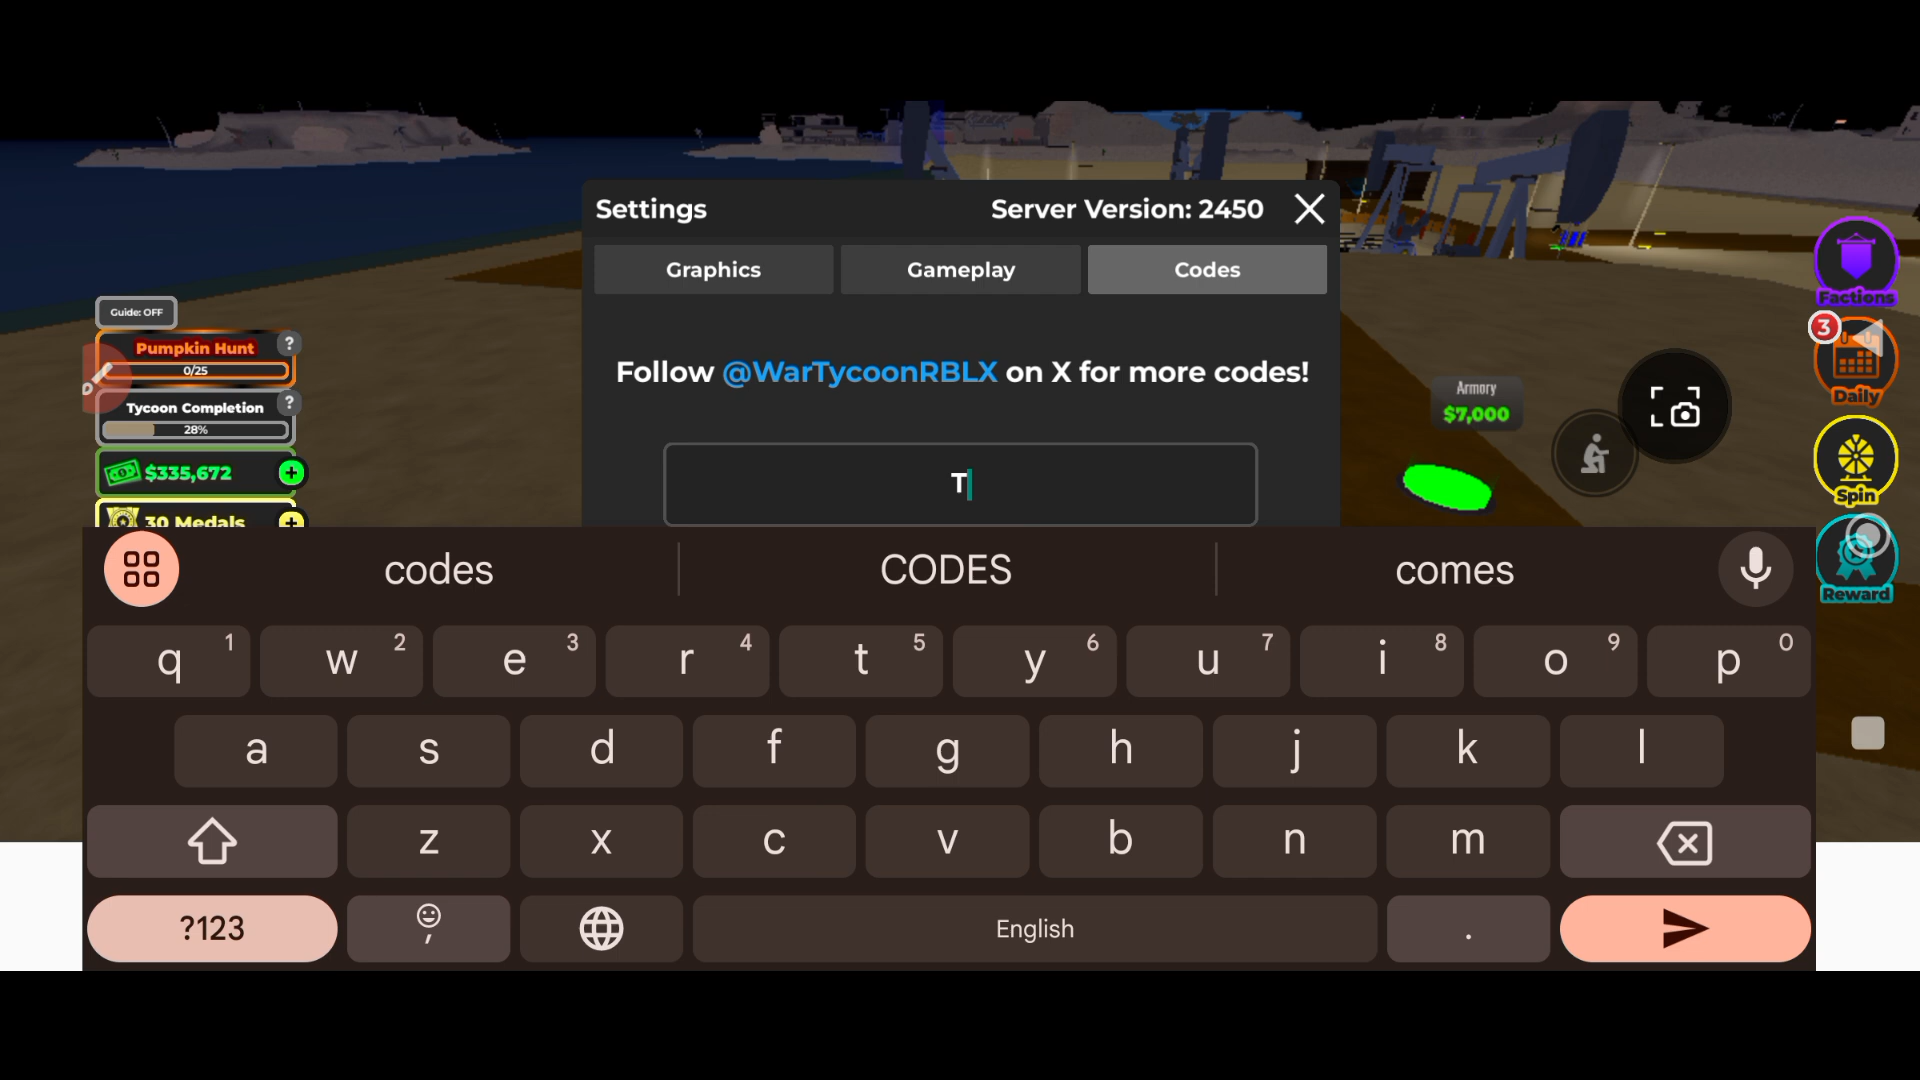 Settings
Server Version: 2450
Graphics
Gameplay
Codes
Follow @WarTycoonRBLX on X for more codes!
T
Guide: OFF
Pumpkin Hunt
?
0/25
Tycoon Completion
?
28%
$335,672
+
30 Medals
+
Armory
$7,000
Factions
3
Daily
Spin
Reward
codes
CODES
comes
q 1
w 2
e 3
r 4
t 5
y 6
u 7
i 8
o 9
p 0
a s d f g h j k l
z x c v b n m
?123
,
English
.